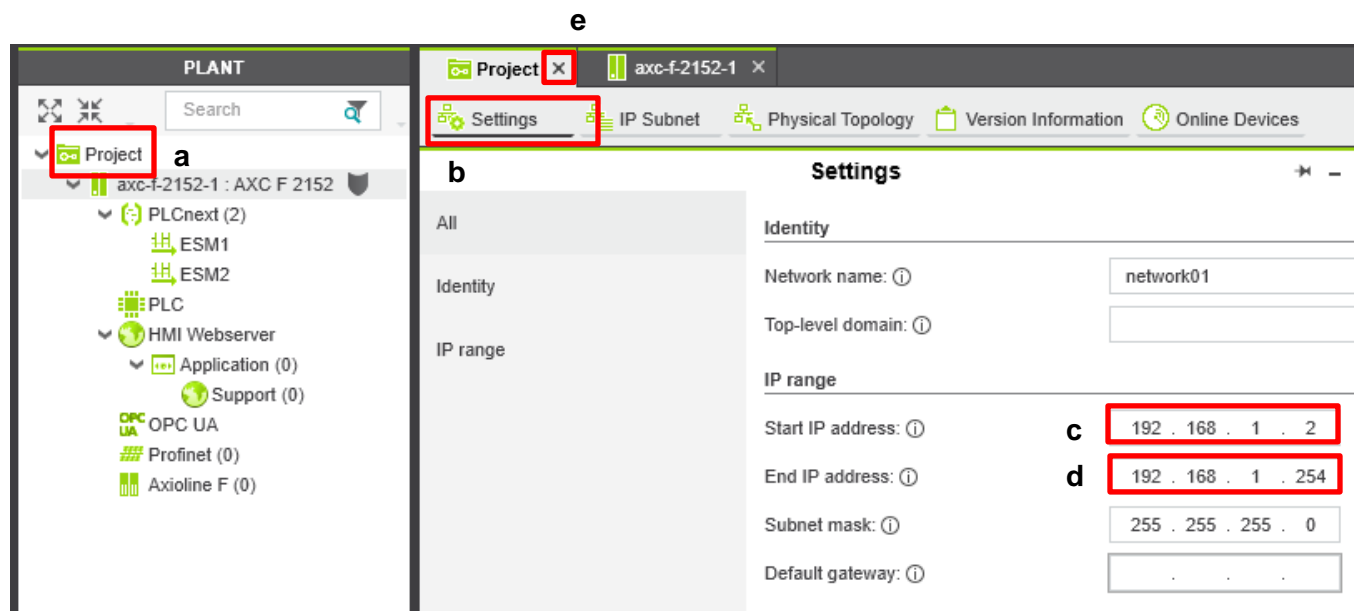 e
PLANT
Project
axc-f-2152-1
Search
Settings
IP Subnet
Physical Topology
Version Information
Online Devices
Project
a
axc-f-2152-1 : AXC F 2152
PLCnext (2)
ESM1
ESM2
PLC
HMI Webserver
Application (0)
Support (0)
OPC UA
OPC UA
Profinet (0)
Axioline F (0)
b
Settings
All
Identity
IP range
Identity
Network name:
network01
Top-level domain:
IP range
Start IP address:
c
192 . 168 . 1 . 2
End IP address:
d
192 . 168 . 1 . 254
Subnet mask:
255 . 255 . 255 . 0
Default gateway:
. . .